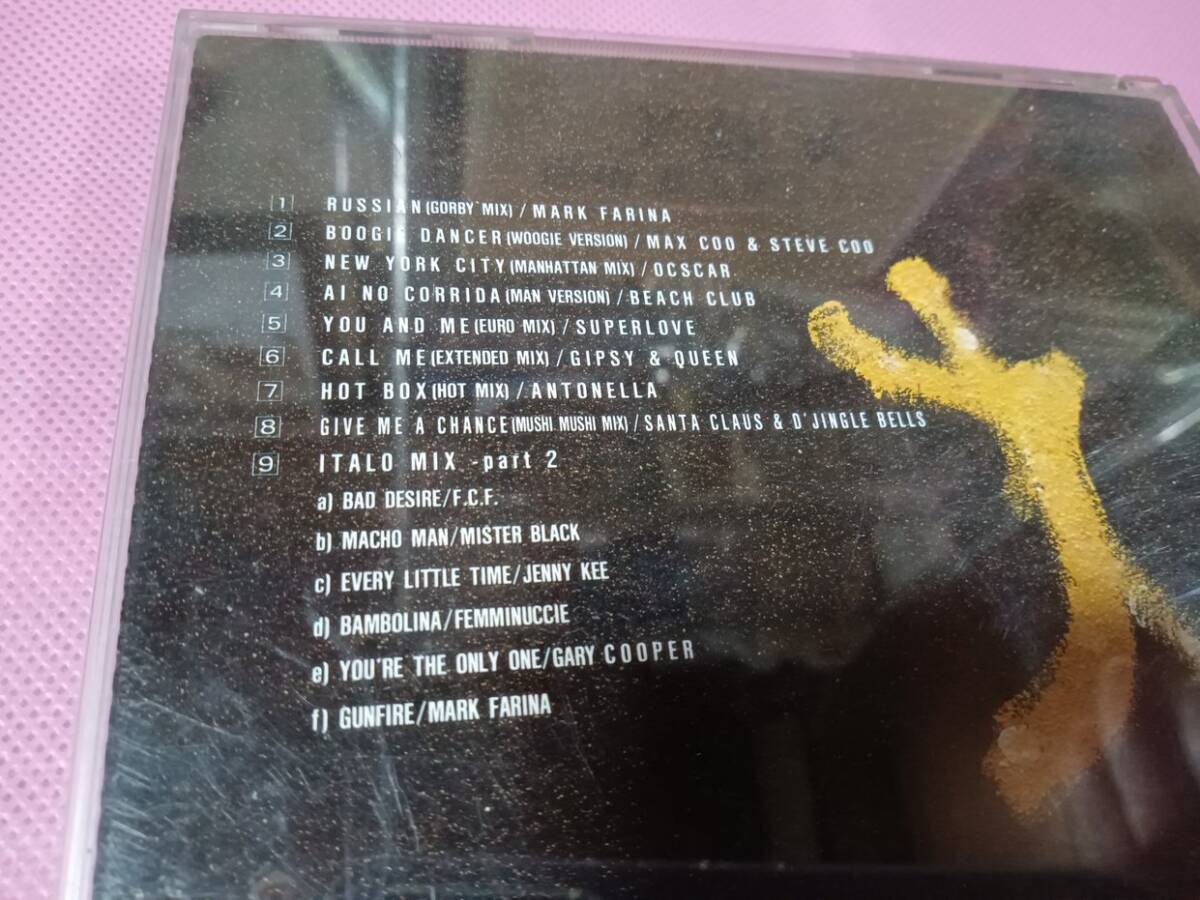 1 RUSSIAN (GORBY MIX) / MARK FARINA
2 BOOGIE DANCER (WOOGIE VERSION) / MAX COO & STEVE COO
3 NEW YORK CITY (MANHATTAN MIX) / OCSCAR
4 AI NO CORRIDA (MAN VERSION) / BEACH CLUB
5 YOU AND ME (EURO MIX) / SUPERLOVE
6 CALL ME (EXTENDED MIX) / GIPSY & QUEEN
7 HOT BOX (HOT MIX) / ANTONELLA
8 GIVE ME A CHANCE (MUSHI MUSHI MIX) / SANTA CLAUS & D'JINGLE BELLS
9 ITALO MIX -part 2
a) BAD DESIRE/F.C.F.
b) MACHO MAN/MISTER BLACK
c) EVERY LITTLE TIME/JENNY KEE
d) BAMBOLINA/FEMMINUCCIE
e) YOU'RE THE ONLY ONE/GARY COOPER
f) GUNFIRE/MARK FARINA